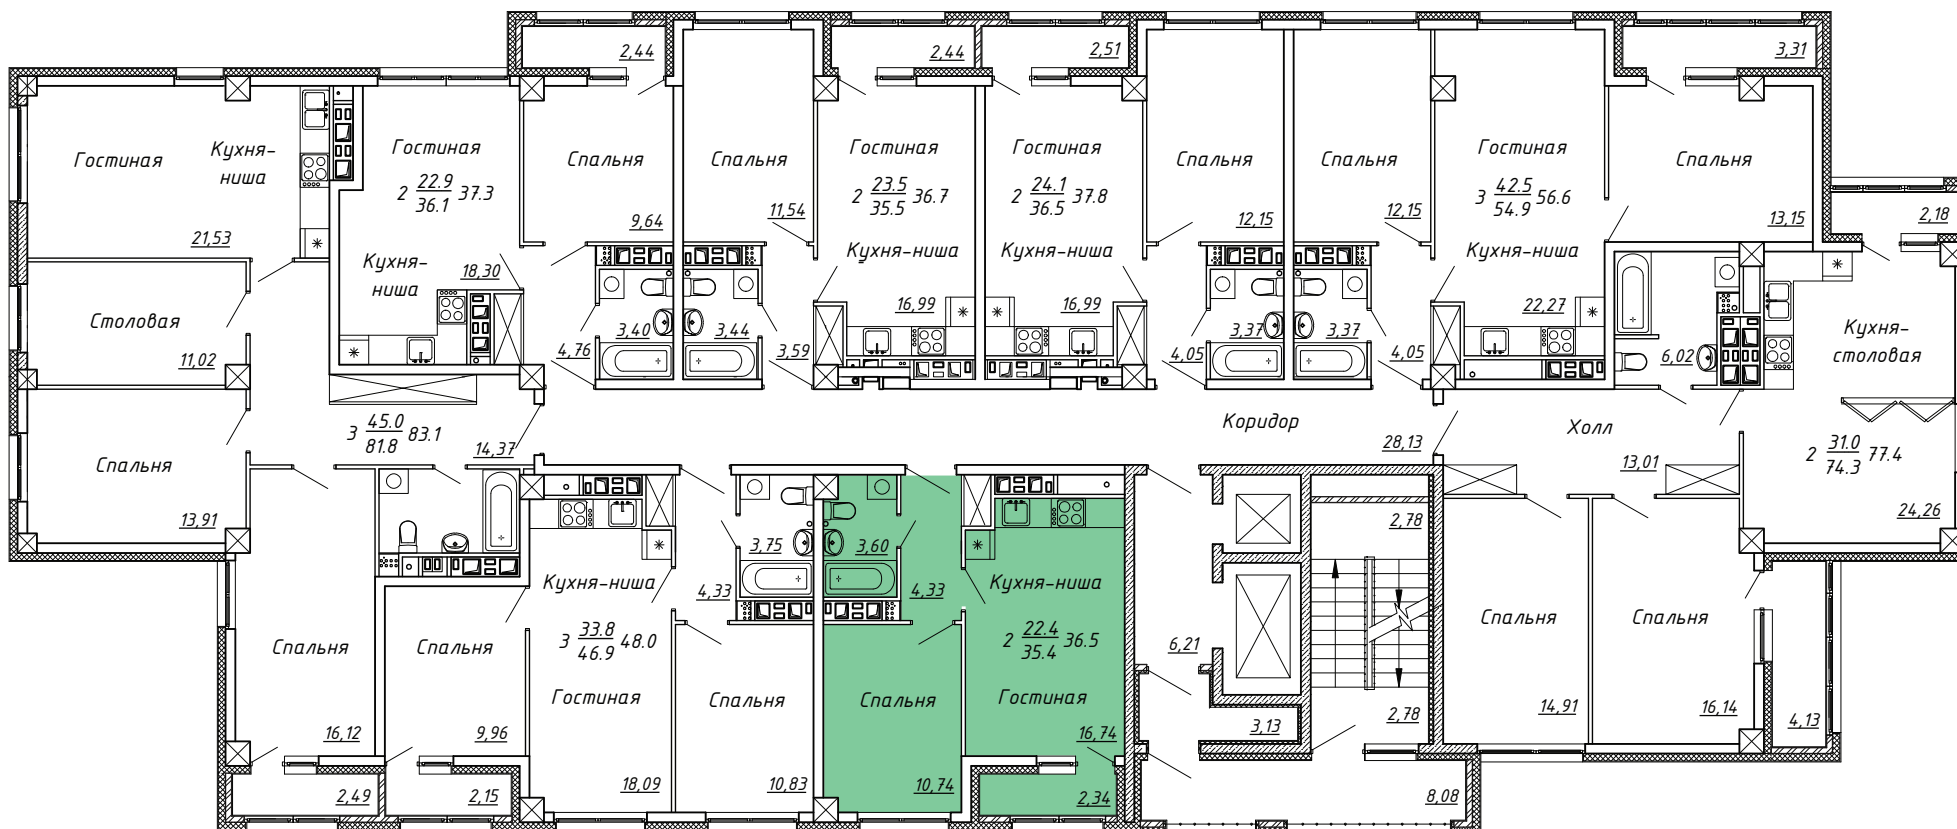 2,44
2,44
2,51
3,31
Гостиная
Кухня-
ниша
21,53
Гостиная
2 22.9 37.3
36.1
Кухня-
ниша
18,30
Спальня
9,64
Спальня
11,54
Гостиная
2 23.5 36.7
35.5
Кухня-ниша
16,99
Гостиная
2 24.1 37.8
36.5
Кухня-ниша
16,99
Спальня
12,15
Спальня
12,15
Гостиная
3 42.5 56.6
54.9
Кухня-ниша
22,27
Спальня
13,15
2,18
Столовая
11,02
4,76
3,40
3,44
3,59
4,05
3,37
3,37
4,05
6,02
Кухня-
столовая
3 45.0 83.1
81.8
14,37
Коридор
28,13
Холл
13,01
2 31.0 77.4
74.3
24,26
Спальня
13,91
Спальня
16,12
Спальня
9,96
Кухня-ниша
3 33.8 48.0
46.9
Гостиная
18,09
3,75
4,33
Спальня
10,83
3,60
4,33
Спальня
10,74
Кухня-ниша
2 22.4 36.5
35.4
Гостиная
16,74
6,21
3,13
2,78
2,78
Спальня
14,91
Спальня
16,14
4,13
2,49
2,15
2,34
8,08